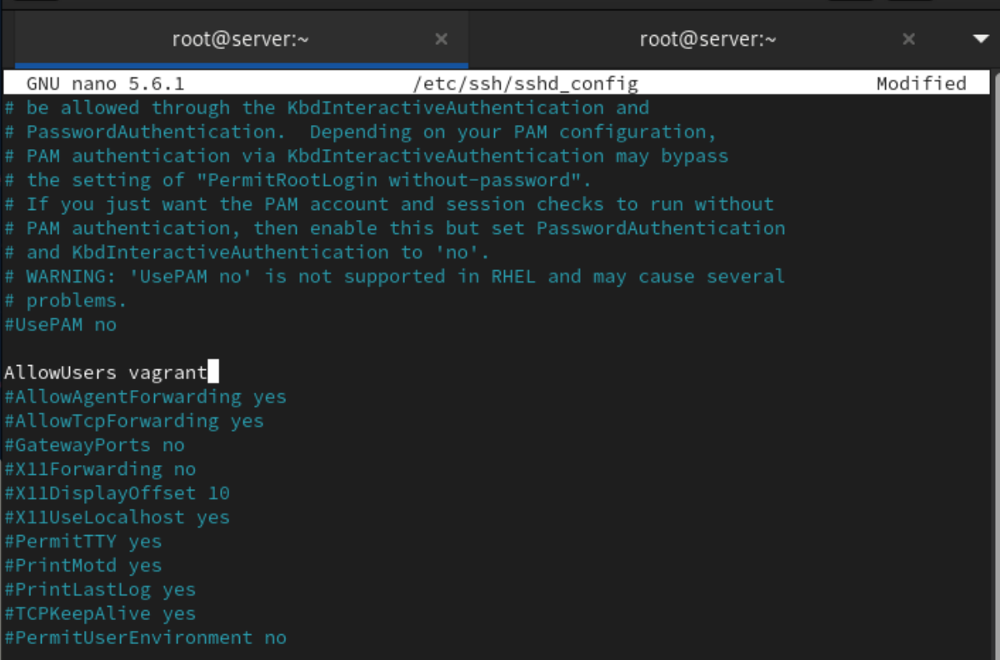 root@server:~ × root@server:~ ×
GNU nano 5.6.1 /etc/ssh/sshd_config Modified
# be allowed through the KbdInteractiveAuthentication and
# PasswordAuthentication.  Depending on your PAM configuration,
# PAM authentication via KbdInteractiveAuthentication may bypass
# the setting of "PermitRootLogin without-password".
# If you just want the PAM account and session checks to run without
# PAM authentication, then enable this but set PasswordAuthentication
# and KbdInteractiveAuthentication to 'no'.
# WARNING: 'UsePAM no' is not supported in RHEL and may cause several
# problems.
#UsePAM no
AllowUsers vagrant
#AllowAgentForwarding yes
#AllowTcpForwarding yes
#GatewayPorts no
#X11Forwarding no
#X11DisplayOffset 10
#X11UseLocalhost yes
#PermitTTY yes
#PrintMotd yes
#PrintLastLog yes
#TCPKeepAlive yes
#PermitUserEnvironment no